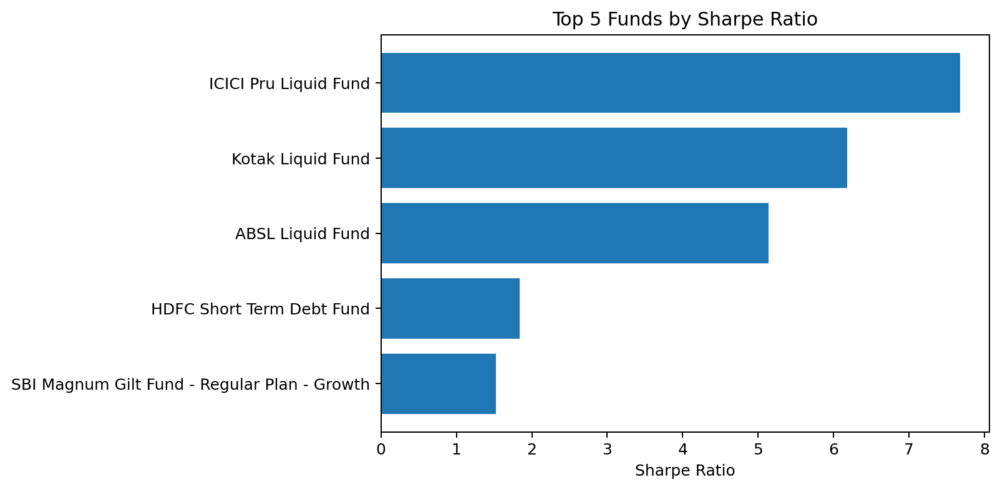 Top 5 Funds by Sharpe Ratio
ICICI Pru Liquid Fund
Kotak Liquid Fund
ABSL Liquid Fund
HDFC Short Term Debt Fund
SBI Magnum Gilt Fund - Regular Plan - Growth
0 1 2 3 4 5 6 7 8
Sharpe Ratio